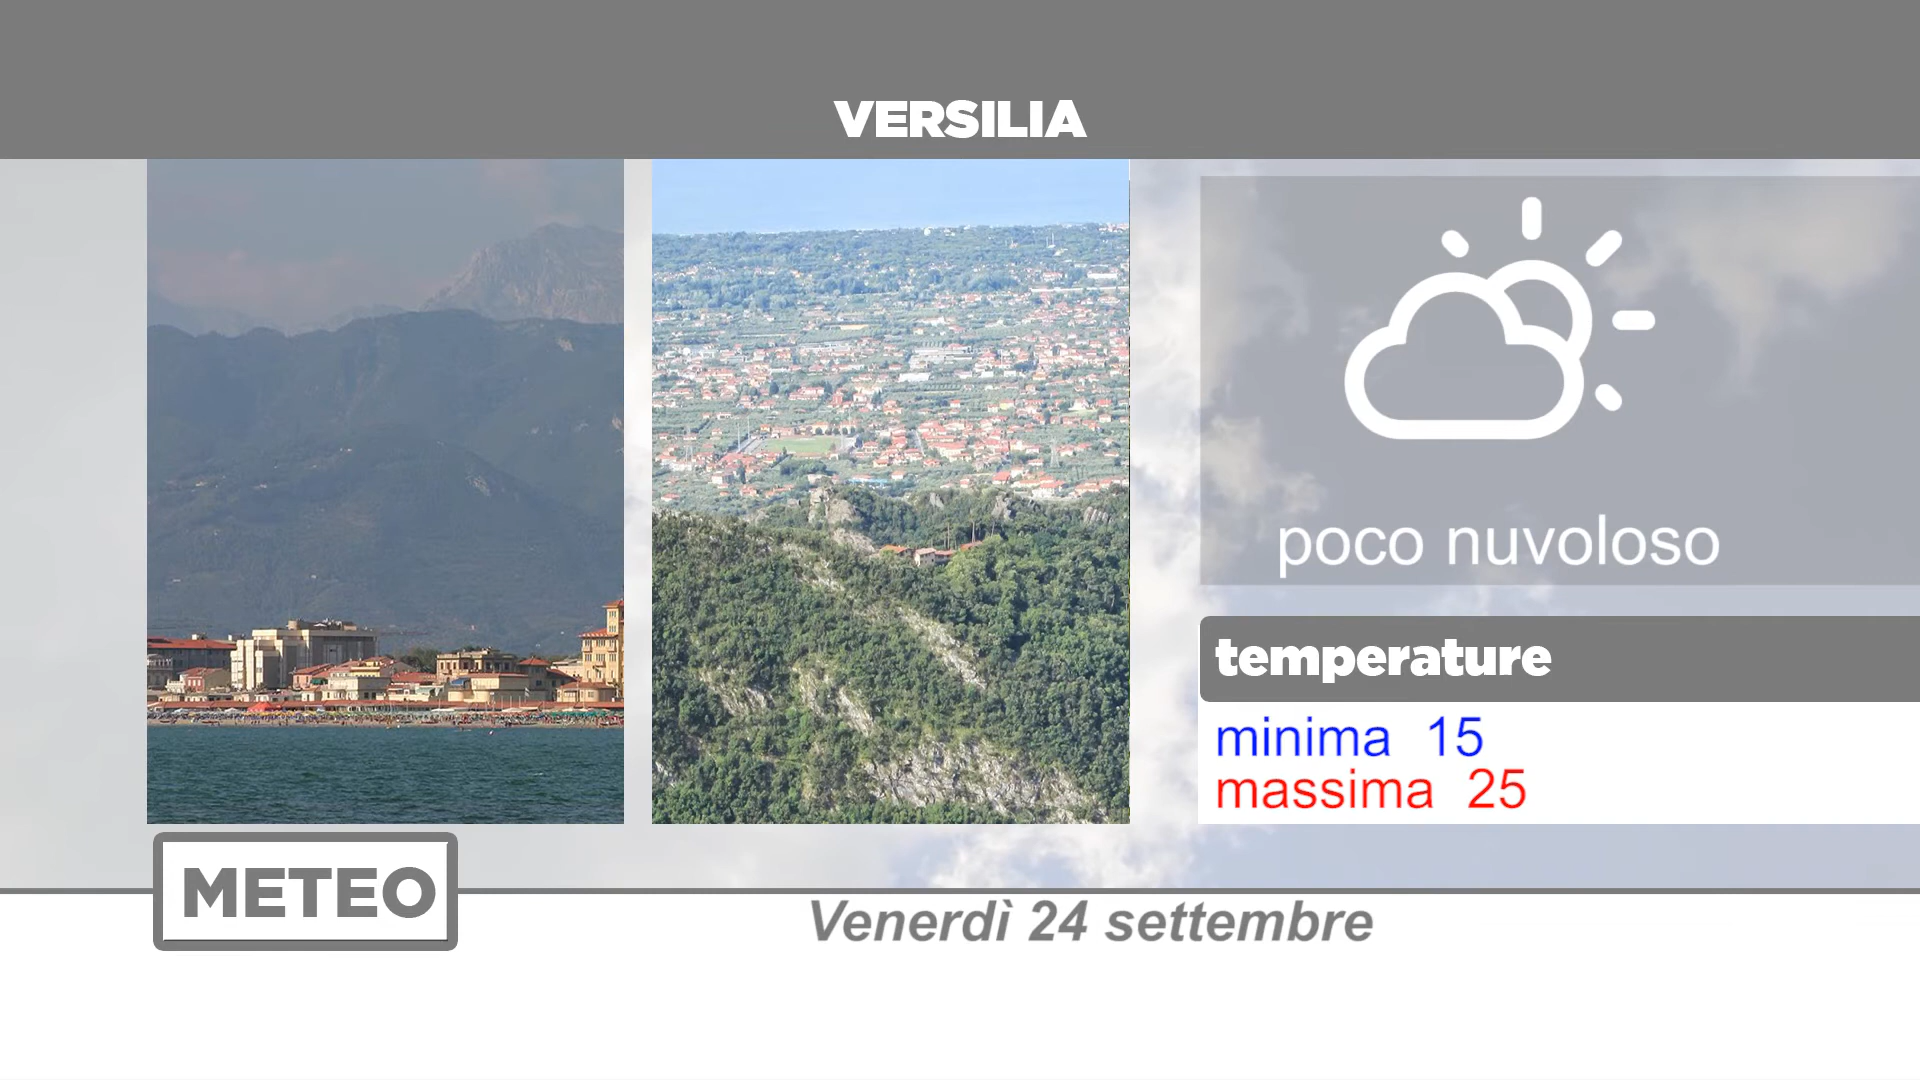 VERSILIA
poco nuvoloso
temperature
minima 15
massima 25
METEO
Venerdì 24 settembre